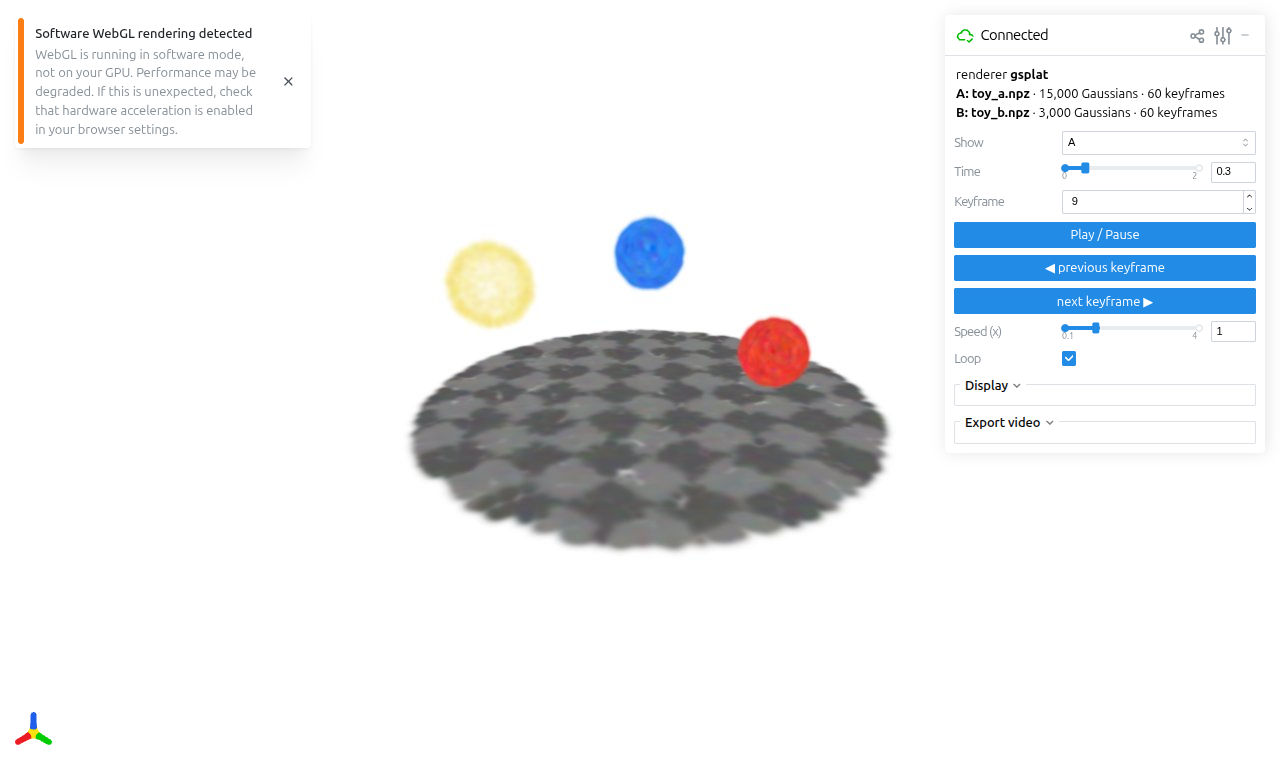 Software WebGL rendering detected
WebGL is running in software mode,
not on your GPU. Performance may be
degraded. If this is unexpected, check
that hardware acceleration is enabled
in your browser settings.
Connected
renderer gsplat
A: toy_a.npz · 15,000 Gaussians · 60 keyframes
B: toy_b.npz · 3,000 Gaussians · 60 keyframes
Show A
Time 0 2 0.3
Keyframe 9
Play / Pause
◀ previous keyframe
next keyframe ▶
Speed (x) 0.1 4 1
Loop
Display
Export video